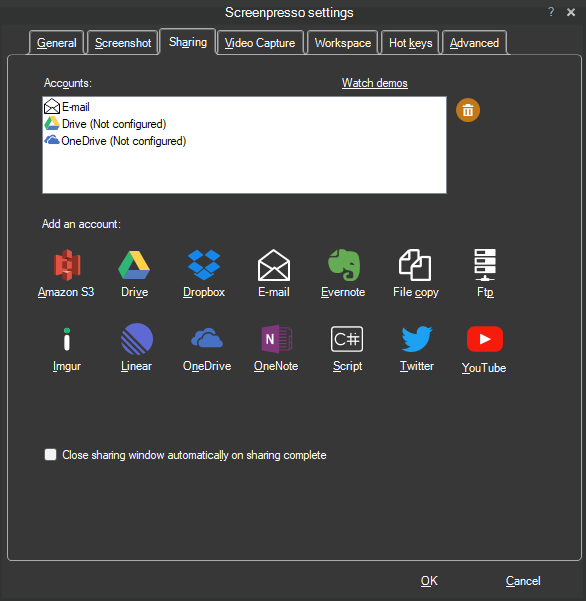 Screenpresso settings ? ×
General Screenshot Sharing Video Capture Workspace Hot keys Advanced
Accounts: Watch demos
E-mail
Drive (Not configured)
OneDrive (Not configured)
Add an account:
Amazon S3 Drive Dropbox E-mail Evernote File copy Ftp
N C#
Imgur Linear OneDrive OneNote Script Twitter YouTube
Close sharing window automatically on sharing complete
OK Cancel